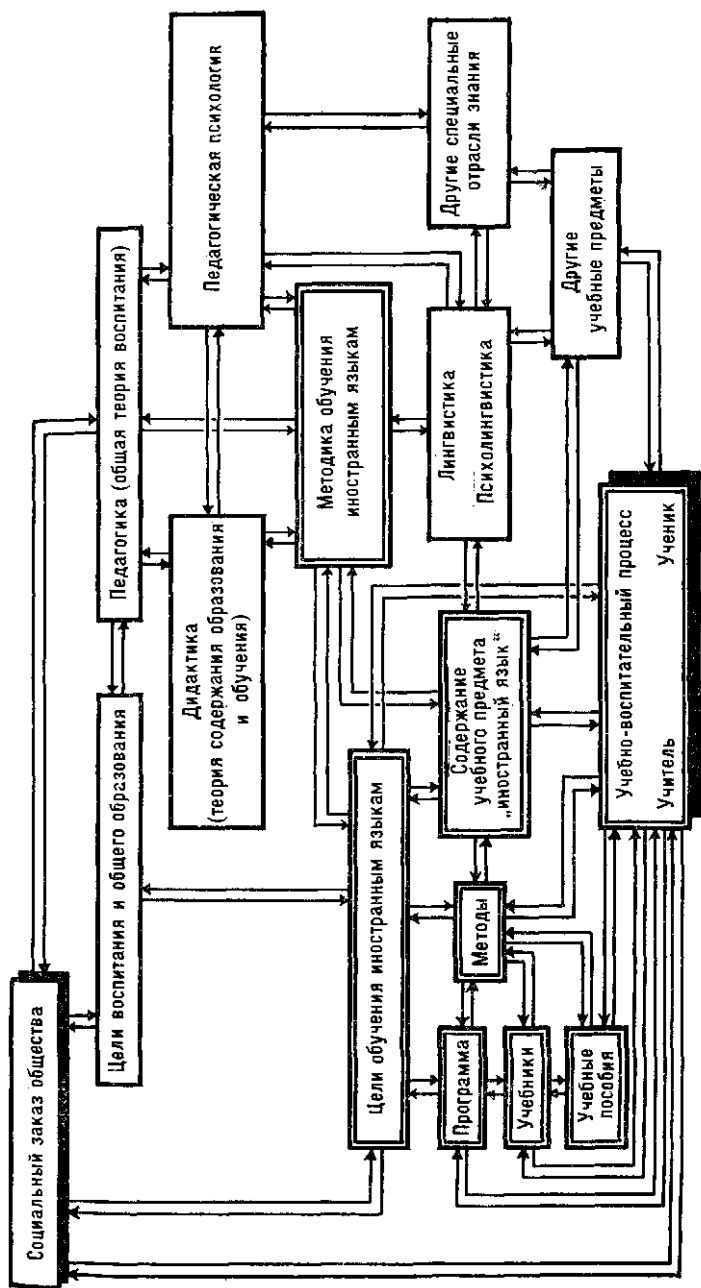 Социальный заказ общества
Цели воспитания и общего образования
Педагогика (общая теория воспитания)
Дидактика
(теория содержания образования
и обучения)
Педагогическая психология
Цели обучения иностранным языкам
Методика обучения
иностранным языкам
Программа
Методы
Содержание
учебного предмета
„иностранный язык“
Лингвистика
Психолингвистика
Другие специальные
отрасли знания
Учебники
Учебные
пособия
Другие
учебные предметы
Учебно-воспитательный процесс
Учитель Ученик